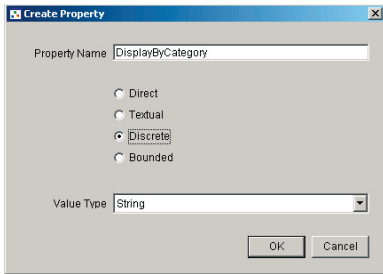 Create Property
Property Name DisplayByCategory
Direct
Textual
Discrete
Bounded
Value Type String
OK Cancel